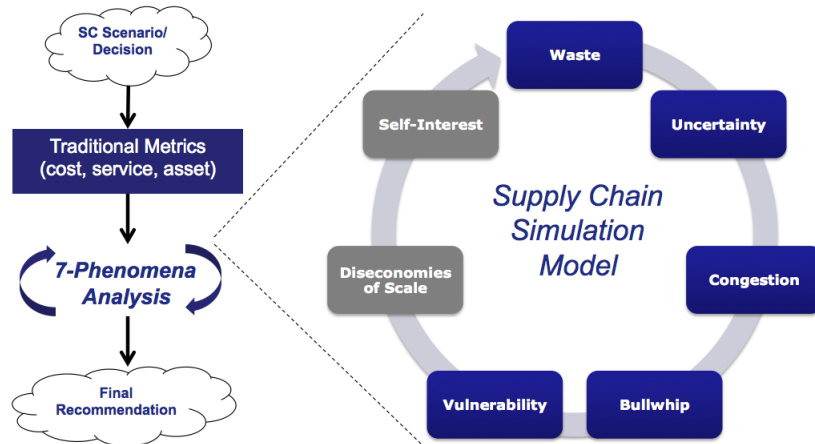 SC Scenario/
Decision
Traditional Metrics
(cost, service, asset)
7-Phenomena
Analysis
Final
Recommendation
Waste
Uncertainty
Congestion
Bullwhip
Vulnerability
Diseconomies
of Scale
Self-Interest
Supply Chain
Simulation
Model